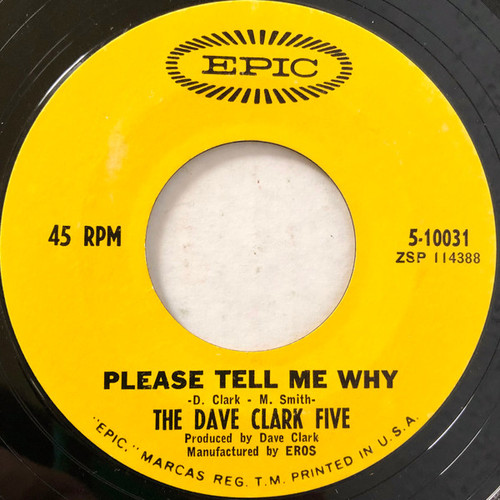 EPIC
45 RPM
5-10031
ZSP 114388
PLEASE TELL ME WHY
-D. Clark - M. Smith-
THE DAVE CLARK FIVE
Produced by Dave Clark
Manufactured by EROS
"EPIC," MARCAS REG. T.M. PRINTED IN U.S.A.